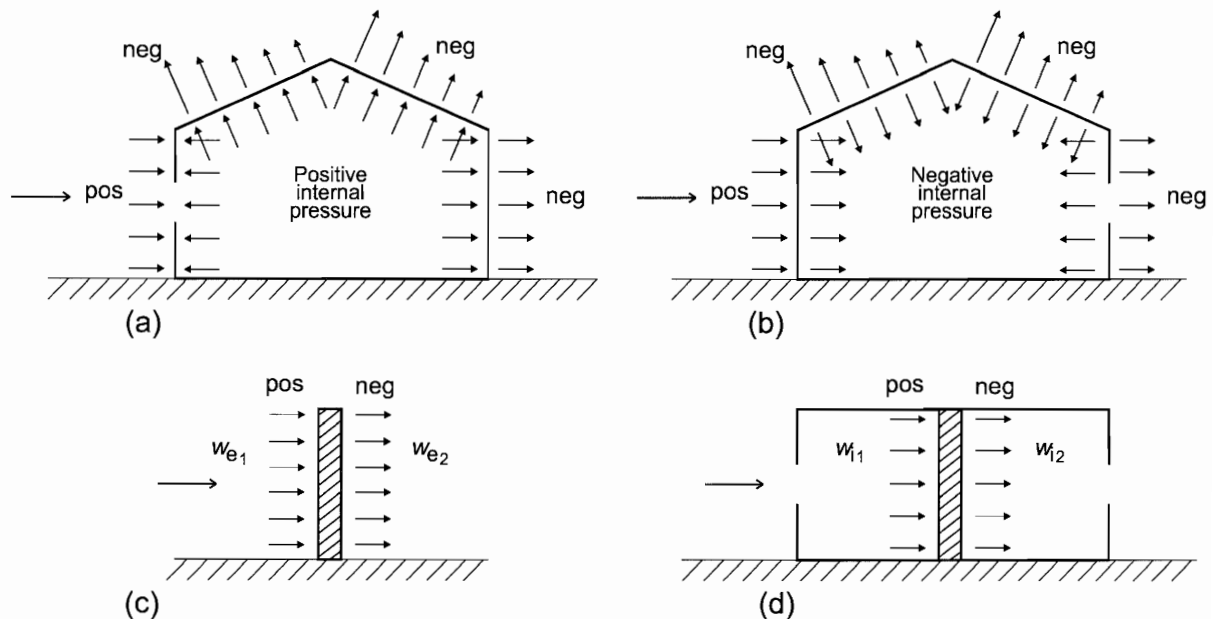 neg
neg
pos
Positive
internal
pressure
neg
(a)
neg
neg
pos
Negative
internal
pressure
neg
(b)
pos
neg
we1
we2
(c)
pos
neg
wi1
wi2
(d)